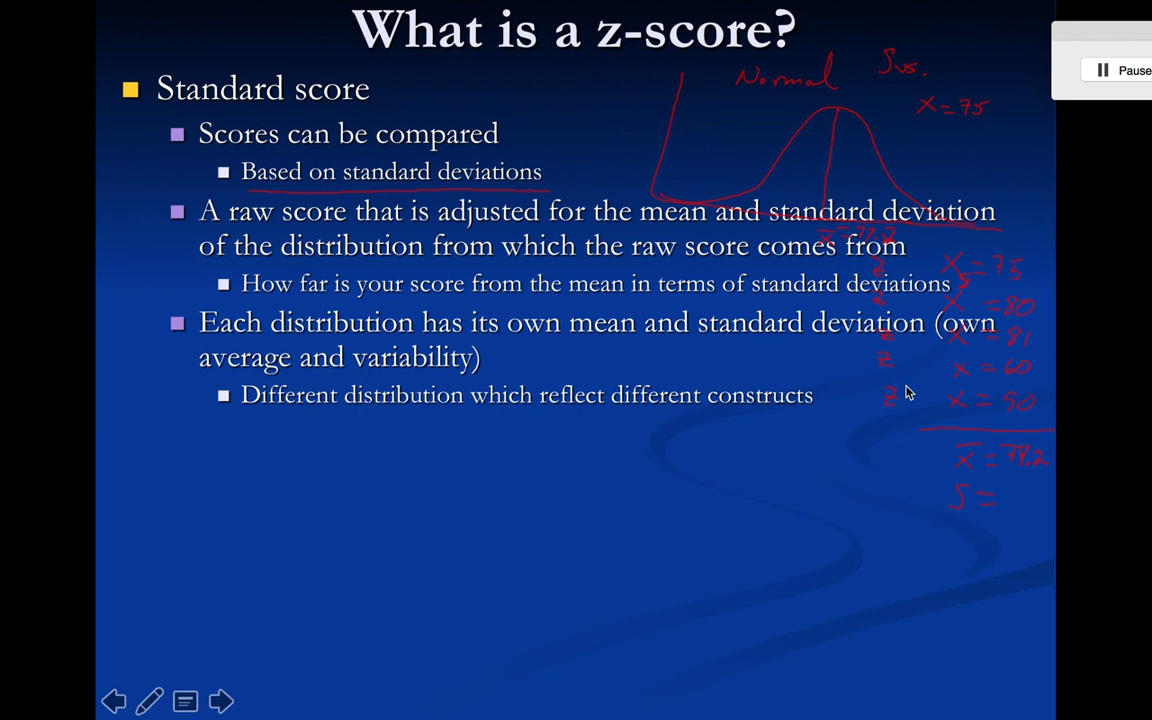 What is a z-score?
Standard score
Scores can be compared
Based on standard deviations
A raw score that is adjusted for the mean and standard deviation
of the distribution from which the raw score comes from
How far is your score from the mean in terms of standard deviations
Each distribution has its own mean and standard deviation (own
average and variability)
Different distribution which reflect different constructs
Normal
x = 75
z x = 75
z x = 80
z x = 81
z x = 60
z x = 90
x̄ = 77.2
S =
Pause